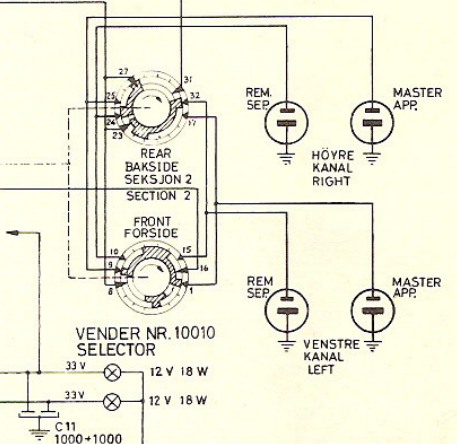 27
31
25
32
24
17
23
REAR
BAKSIDE
SEKSJON 2
SECTION 2
REM.
SEP.
MASTER
APP.
HÖYRE
KANAL
RIGHT
FRONT
FORSIDE
10
15
9
16
8
1
REM
SEP.
MASTER
APP.
VENSTRE
KANAL
LEFT
VENDER NR. 10010
SELECTOR
33 V
12 V 18 W
33 V
12 V 18 W
C 11
1000+1000